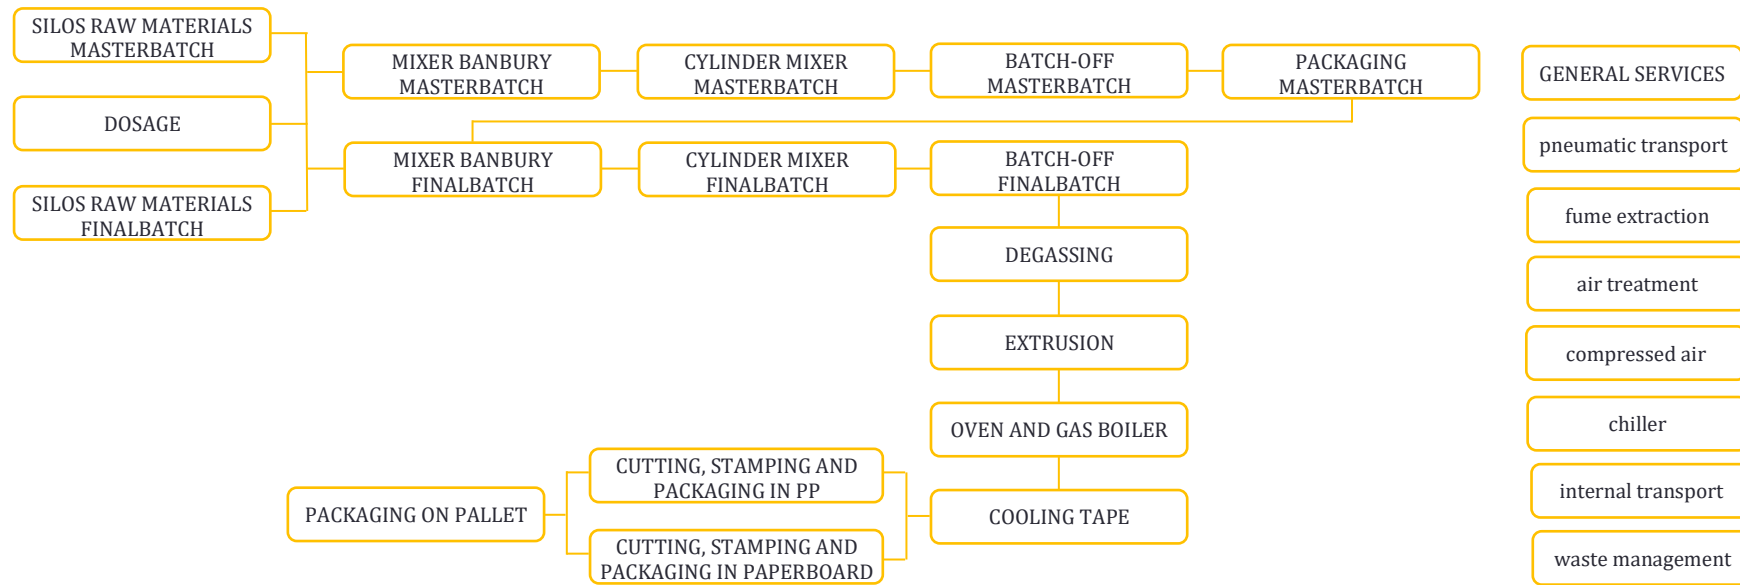 SILOS RAW MATERIALS
MASTERBATCH
DOSAGE
SILOS RAW MATERIALS
FINALBATCH
MIXER BANBURY
MASTERBATCH
CYLINDER MIXER
MASTERBATCH
BATCH-OFF
MASTERBATCH
PACKAGING
MASTERBATCH
MIXER BANBURY
FINALBATCH
CYLINDER MIXER
FINALBATCH
BATCH-OFF
FINALBATCH
DEGASSING
EXTRUSION
OVEN AND GAS BOILER
COOLING TAPE
CUTTING, STAMPING AND
PACKAGING IN PP
CUTTING, STAMPING AND
PACKAGING IN PAPERBOARD
PACKAGING ON PALLET
GENERAL SERVICES
pneumatic transport
fume extraction
air treatment
compressed air
chiller
internal transport
waste management